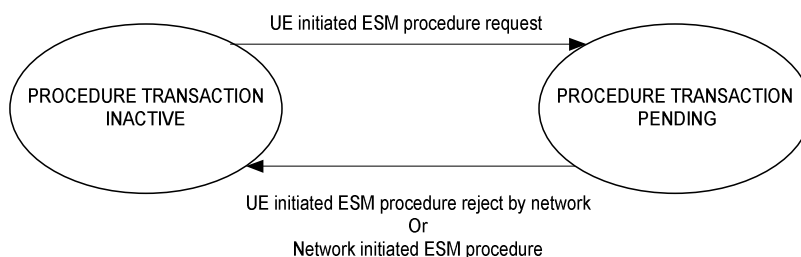 UE initiated ESM procedure request
PROCEDURE TRANSACTION
INACTIVE
PROCEDURE TRANSACTION
PENDING
UE initiated ESM procedure reject by network
Or
Network initiated ESM procedure